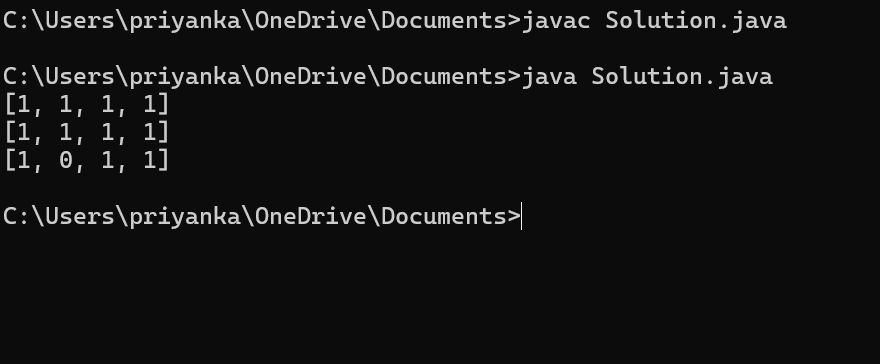 C:\Users\priyanka\OneDrive\Documents>javac Solution.java
C:\Users\priyanka\OneDrive\Documents>java Solution.java
[1, 1, 1, 1]
[1, 1, 1, 1]
[1, 0, 1, 1]
C:\Users\priyanka\OneDrive\Documents>